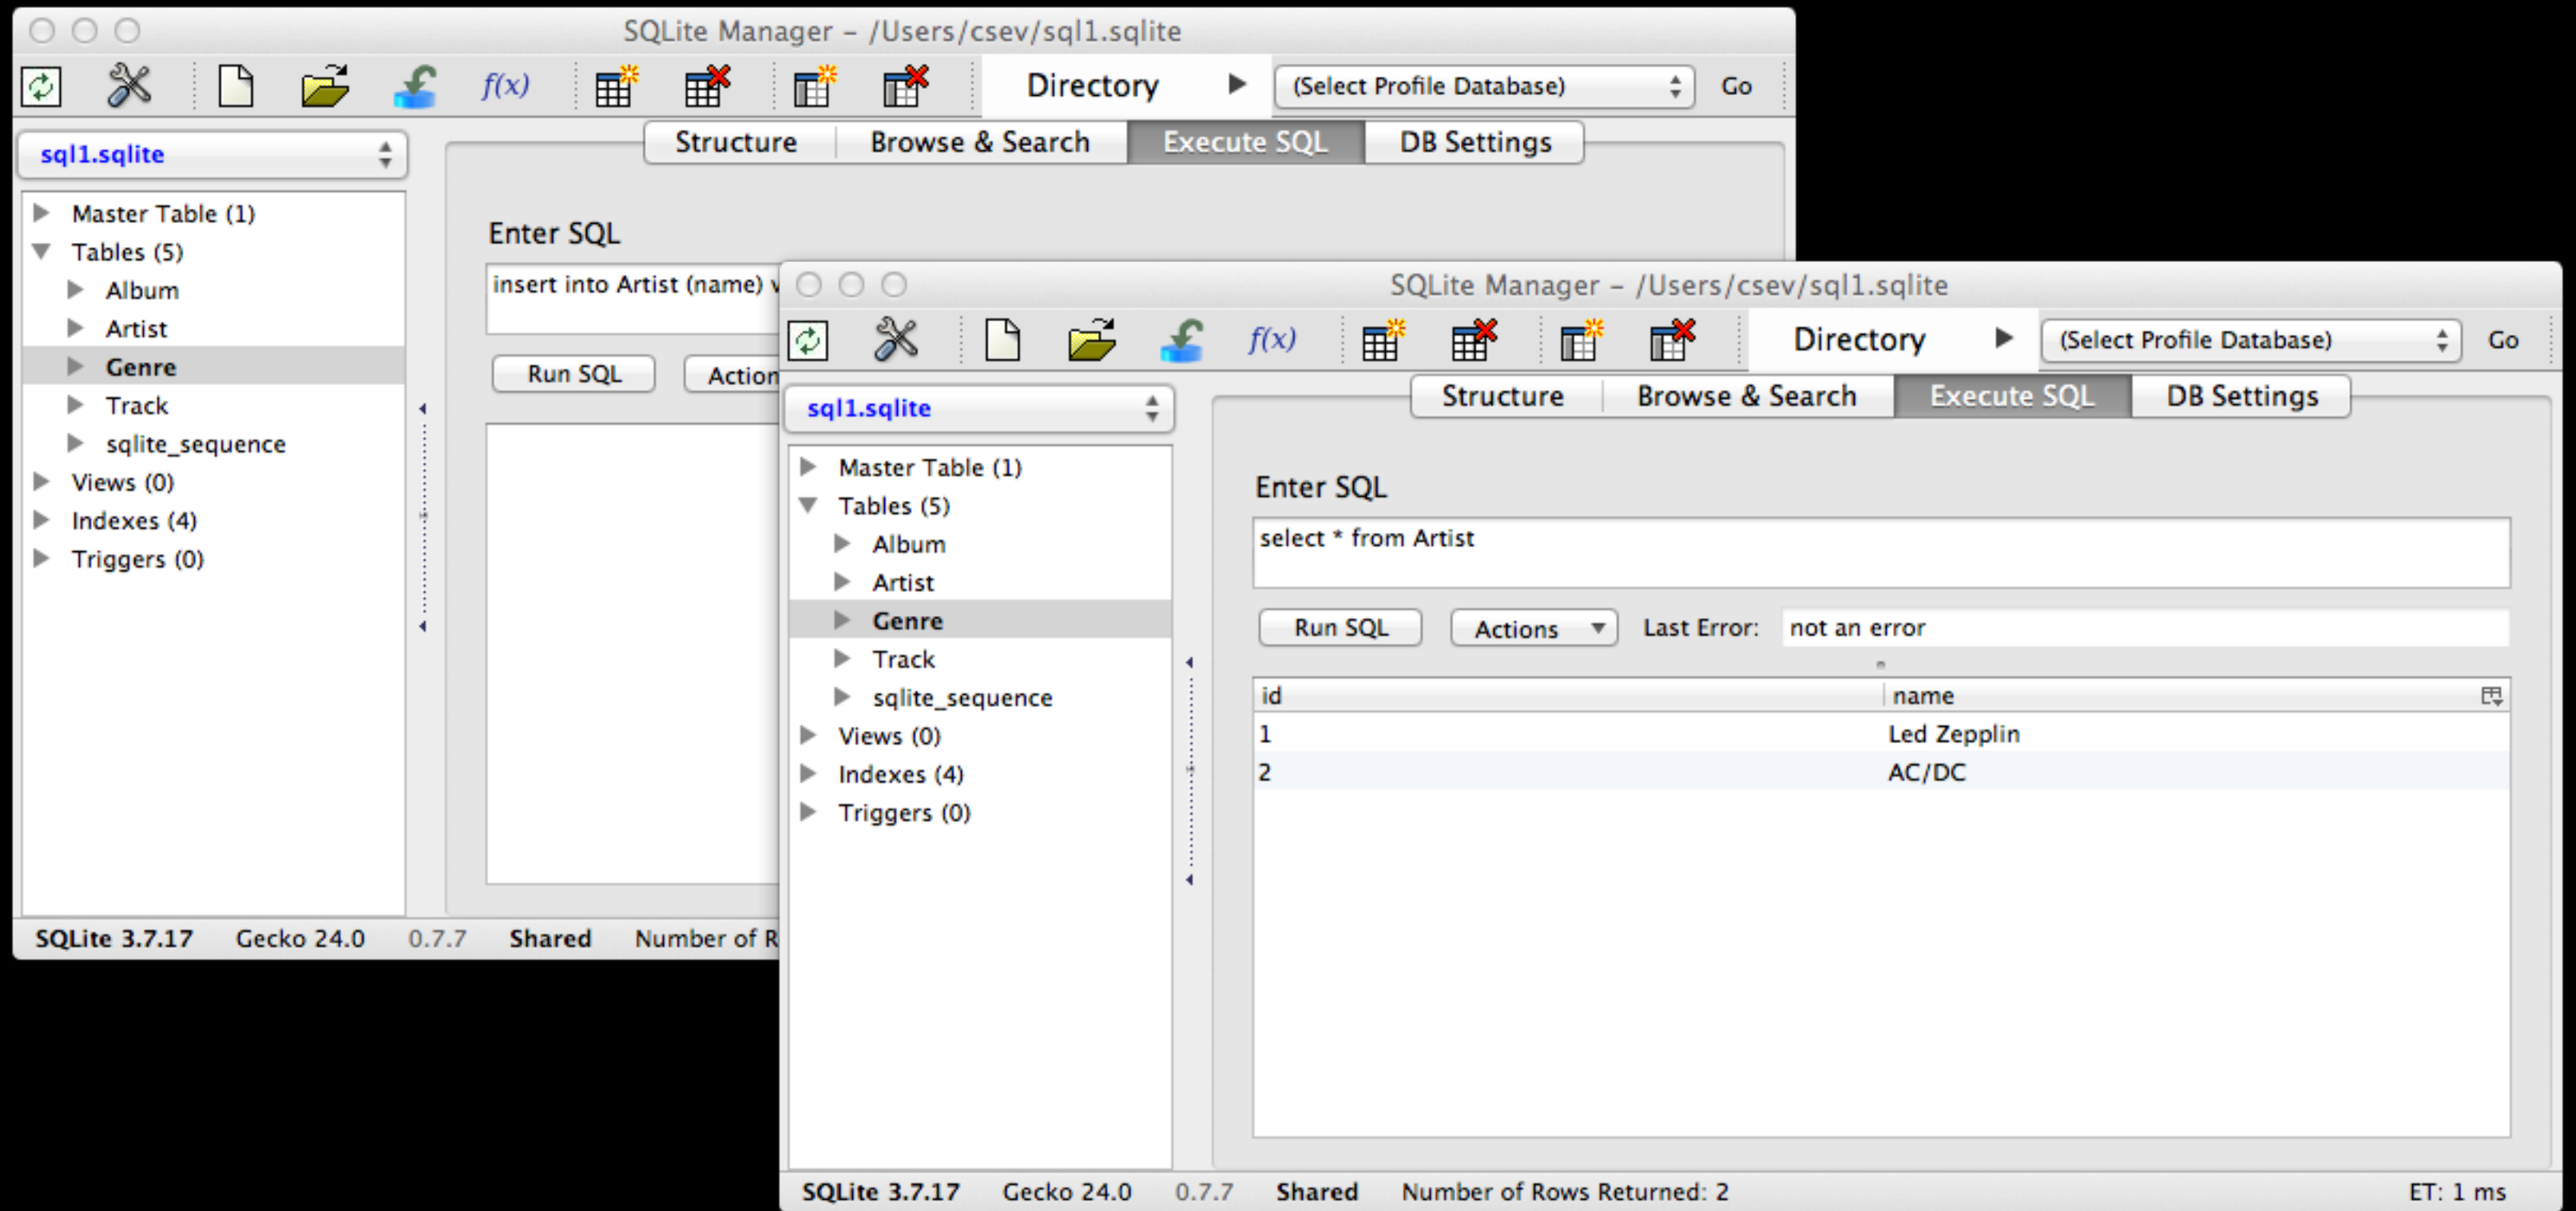 SQLite Manager – /Users/csev/sql1.sqlite
f(x) Directory (Select Profile Database) Go
sql1.sqlite
Structure Browse & Search Execute SQL DB Settings
Master Table (1)
Tables (5)
Album
Artist
Genre
Track
sqlite_sequence
Views (0)
Indexes (4)
Triggers (0)
Enter SQL
insert into Artist (name)
Run SQL
SQLite 3.7.17 Gecko 24.0 0.7.7 Shared Number of
SQLite Manager – /Users/csev/sql1.sqlite
f(x) Directory (Select Profile Database) Go
sql1.sqlite
Structure Browse & Search Execute SQL DB Settings
Master Table (1)
Tables (5)
Album
Artist
Genre
Track
sqlite_sequence
Views (0)
Indexes (4)
Triggers (0)
Enter SQL
select * from Artist
Run SQL Actions Last Error: not an error
id name
1 Led Zepplin
2 AC/DC
SQLite 3.7.17 Gecko 24.0 0.7.7 Shared Number of Rows Returned: 2 ET: 1 ms